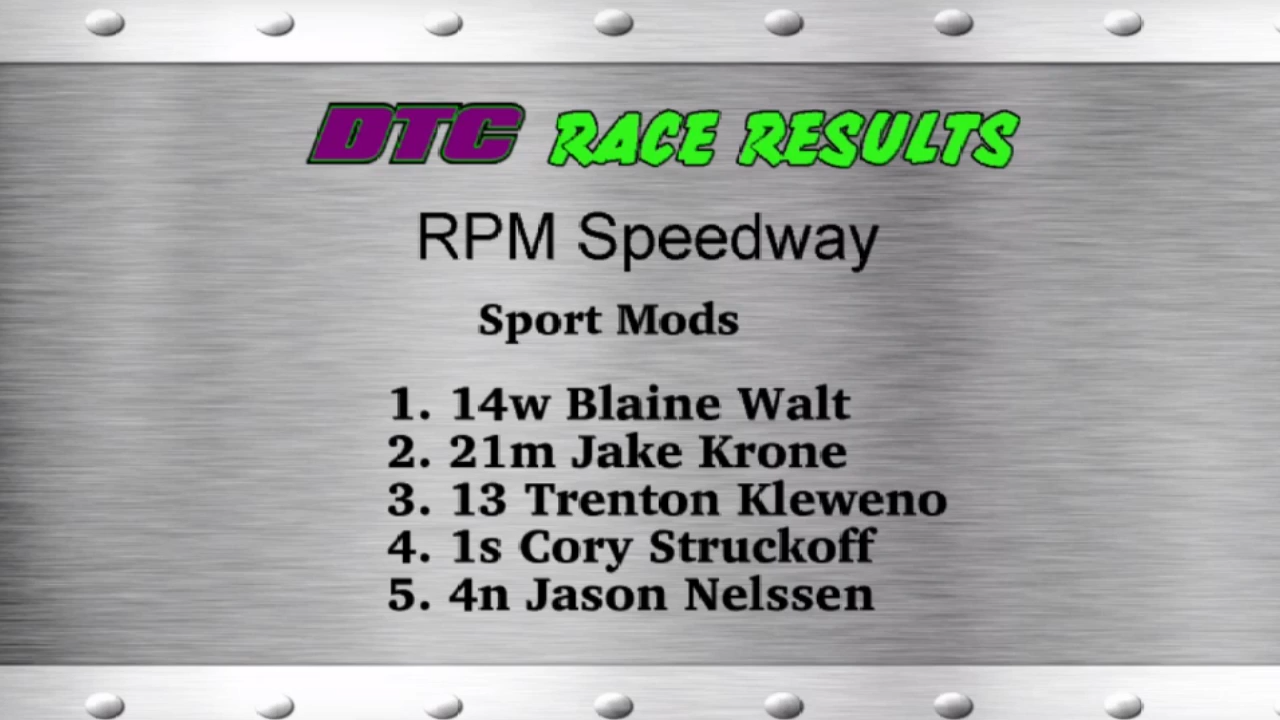 DTC RACE RESULTS
RPM Speedway
Sport Mods
1. 14w Blaine Walt
2. 21m Jake Krone
3. 13 Trenton Kleweno
4. 1s Cory Struckoff
5. 4n Jason Nelssen